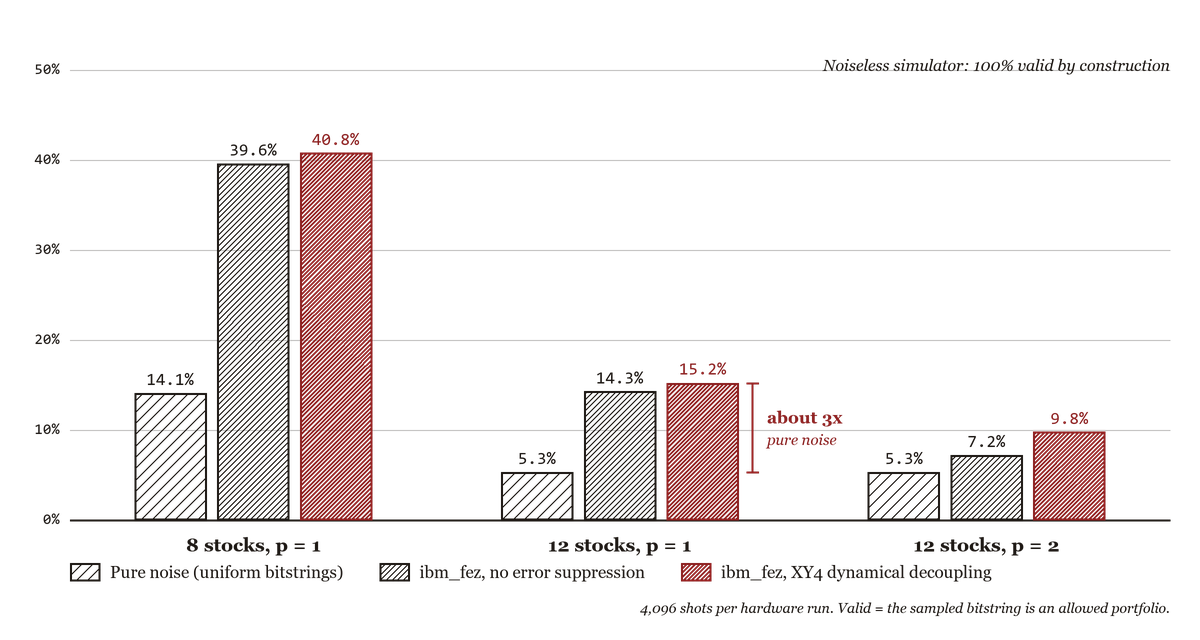 50%
Noiseless simulator: 100% valid by construction
40.8%
39.6%
40%
30%
20%
15.2%
14.1%
14.3%
about 3x
9.8%
10%
pure noise
7.2%
5.3%
5.3%
0%
8 stocks, p = 1
12 stocks, p = 1
12 stocks, p = 2
Pure noise (uniform bitstrings)
ibm_fez, no error suppression
ibm_fez, XY4 dynamical decoupling
4,096 shots per hardware run. Valid = the sampled bitstring is an allowed portfolio.